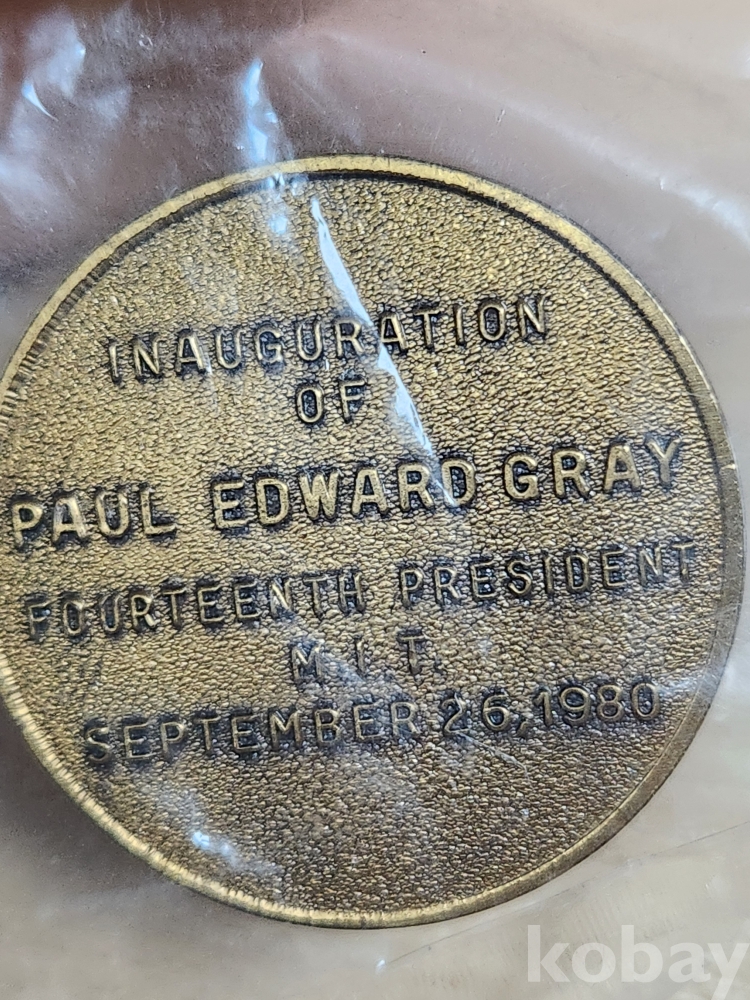 INAUGURATION
OF
PAUL EDWARD GRAY
FOURTEENTH PRESIDENT
M.I.T.
SEPTEMBER 26, 1980
kobay